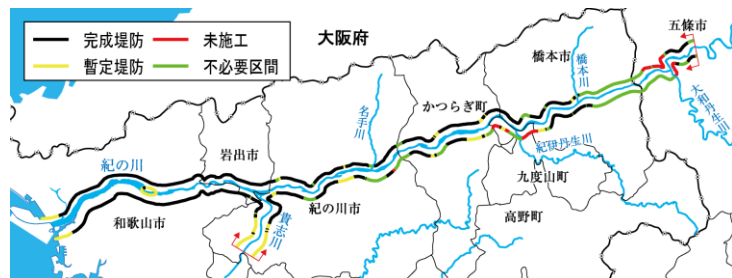 完成堤防
未施工
暫定堤防
不必要区間
大阪府
五條市
橋本市
橋本川
大和丹生川
かつらぎ町
名手川
紀伊丹生川
岩出市
紀の川
九度山町
紀の川市
貴志川
和歌山市
高野町